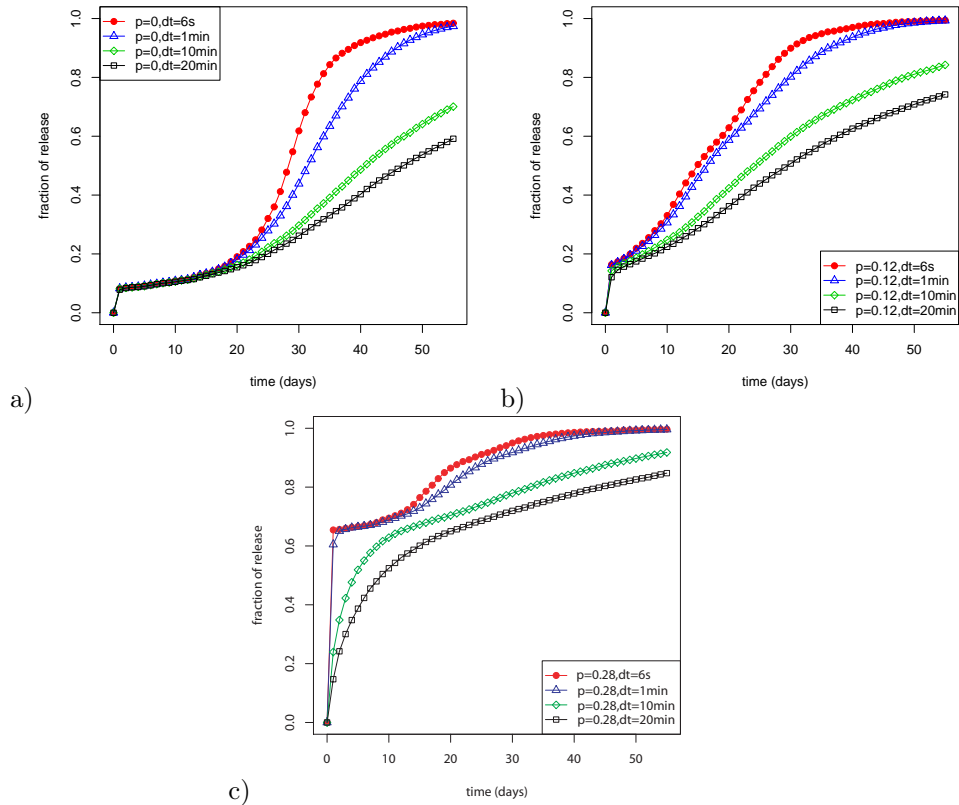 p=0,dt=6s
p=0,dt=1min
p=0,dt=10min
p=0,dt=20min
fraction of release
0.0 0.2 0.4 0.6 0.8 1.0
0 10 20 30 40 50
time (days)
a)
p=0.12,dt=6s
p=0.12,dt=1min
p=0.12,dt=10min
p=0.12,dt=20min
fraction of release
0.0 0.2 0.4 0.6 0.8 1.0
0 10 20 30 40 50
time (days)
b)
p=0.28,dt=6s
p=0.28,dt=1min
p=0.28,dt=10min
p=0.28,dt=20min
fraction of release
0.0 0.2 0.4 0.6 0.8 1.0
0 10 20 30 40 50
time (days)
c)